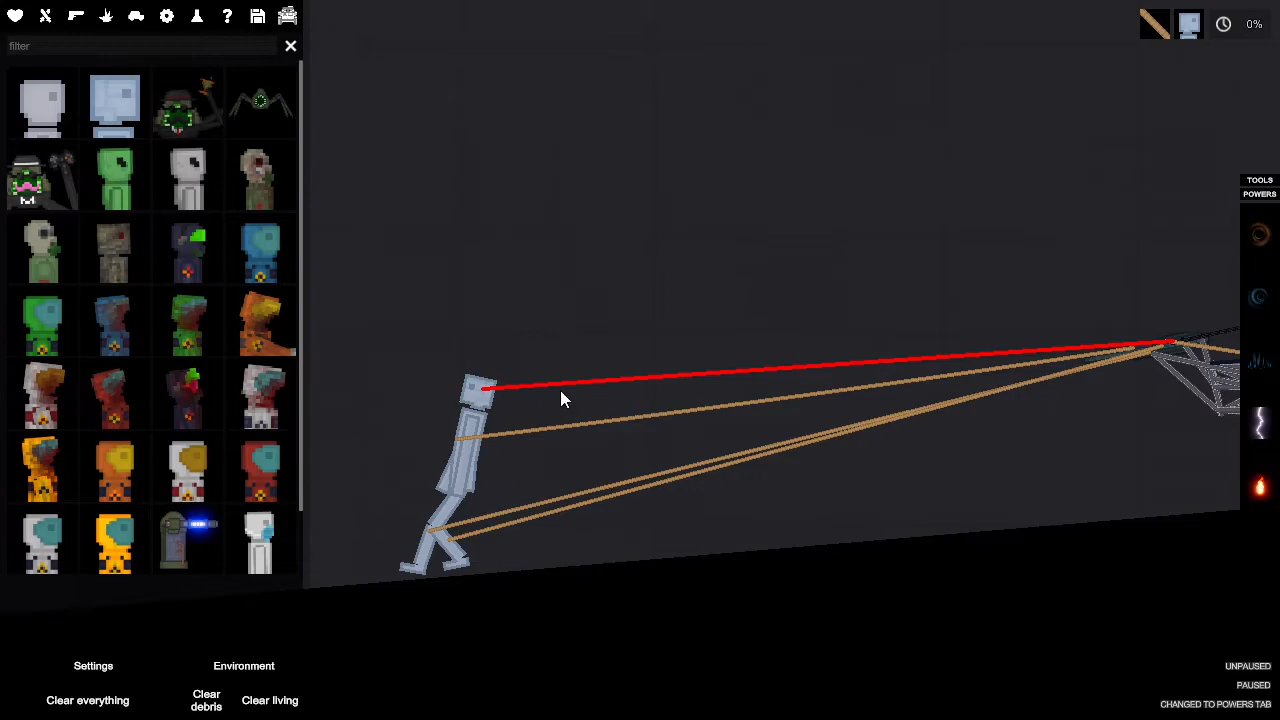 0%
filter
TOOLS
POWERS
Settings
Environment
Clear everything
Clear
debris
Clear living
UNPAUSED
PAUSED
CHANGED TO POWERS TAB